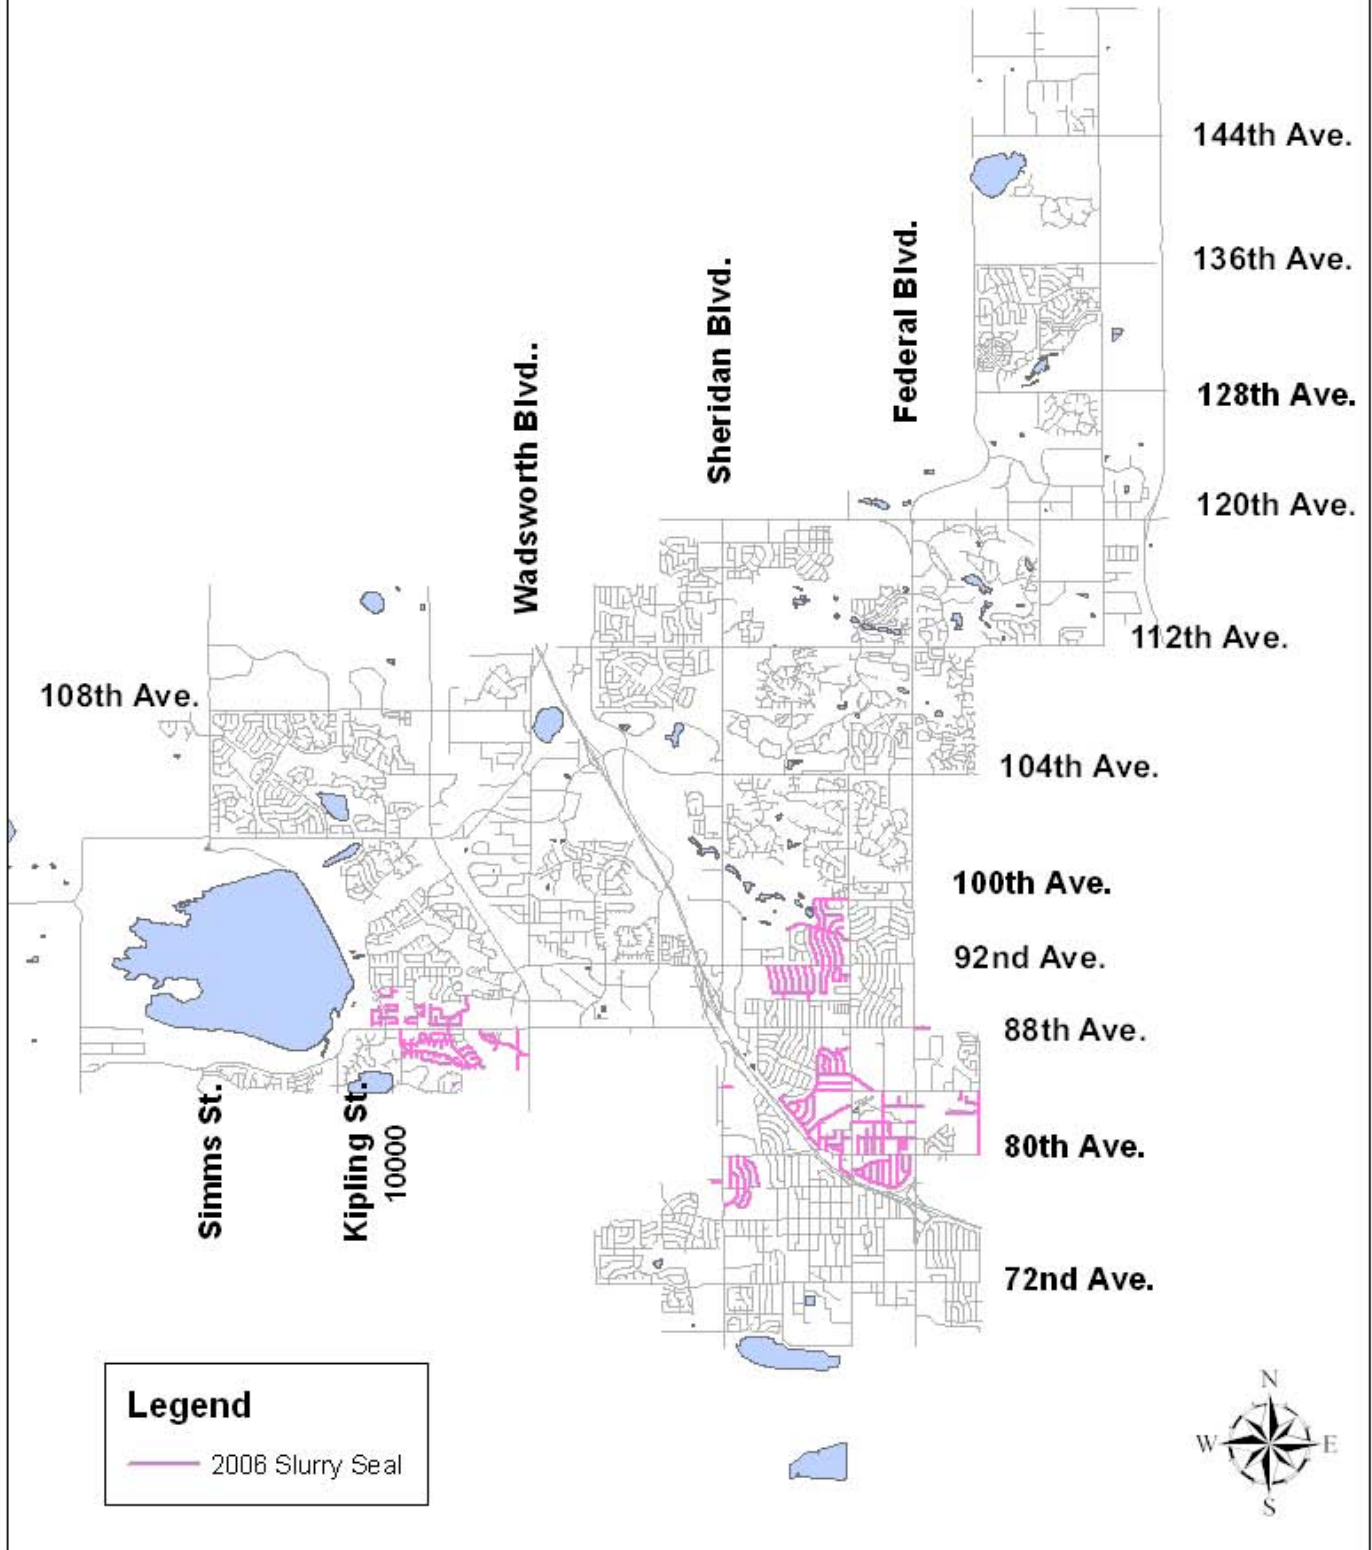 144th Ave.
136th Ave.
Federal Blvd.
Sheridan Blvd.
Wadsworth Blvd..
128th Ave.
120th Ave.
112th Ave.
108th Ave.
104th Ave.
100th Ave.
92nd Ave.
88th Ave.
80th Ave.
Simms St.
Kipling St.
10000
72nd Ave.
Legend
2006 Slurry Seal
N
W
E
S